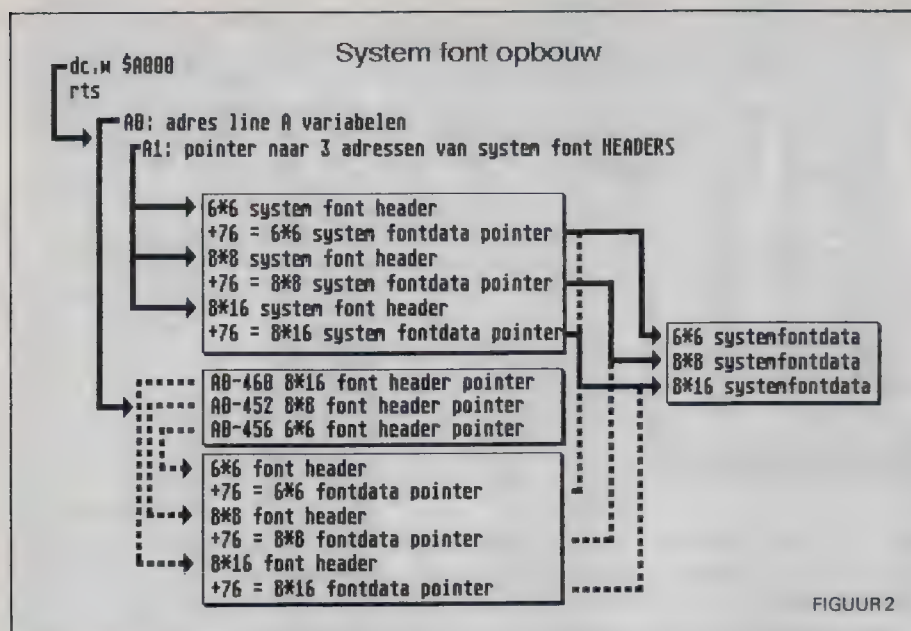 System font opbouw
dc.w $A000
rts
A0: adres line A variabelen
A1: pointer naar 3 adressen van system font HEADERS
6*6 system font header
+76 = 6*6 system fontdata pointer
8*8 system font header
+76 = 8*8 system fontdata pointer
8*16 system font header
+76 = 8*16 system fontdata pointer
6*6 systemfontdata
8*8 systemfontdata
8*16 systemfontdata
A0-460 8*16 font header pointer
A0-452 8*8 font header pointer
A0-456 6*6 font header pointer
6*6 font header
+76 = 6*6 fontdata pointer
8*8 font header
+76 = 8*8 fontdata pointer
8*16 font header
+76 = 8*16 fontdata pointer
FIGUUR 2